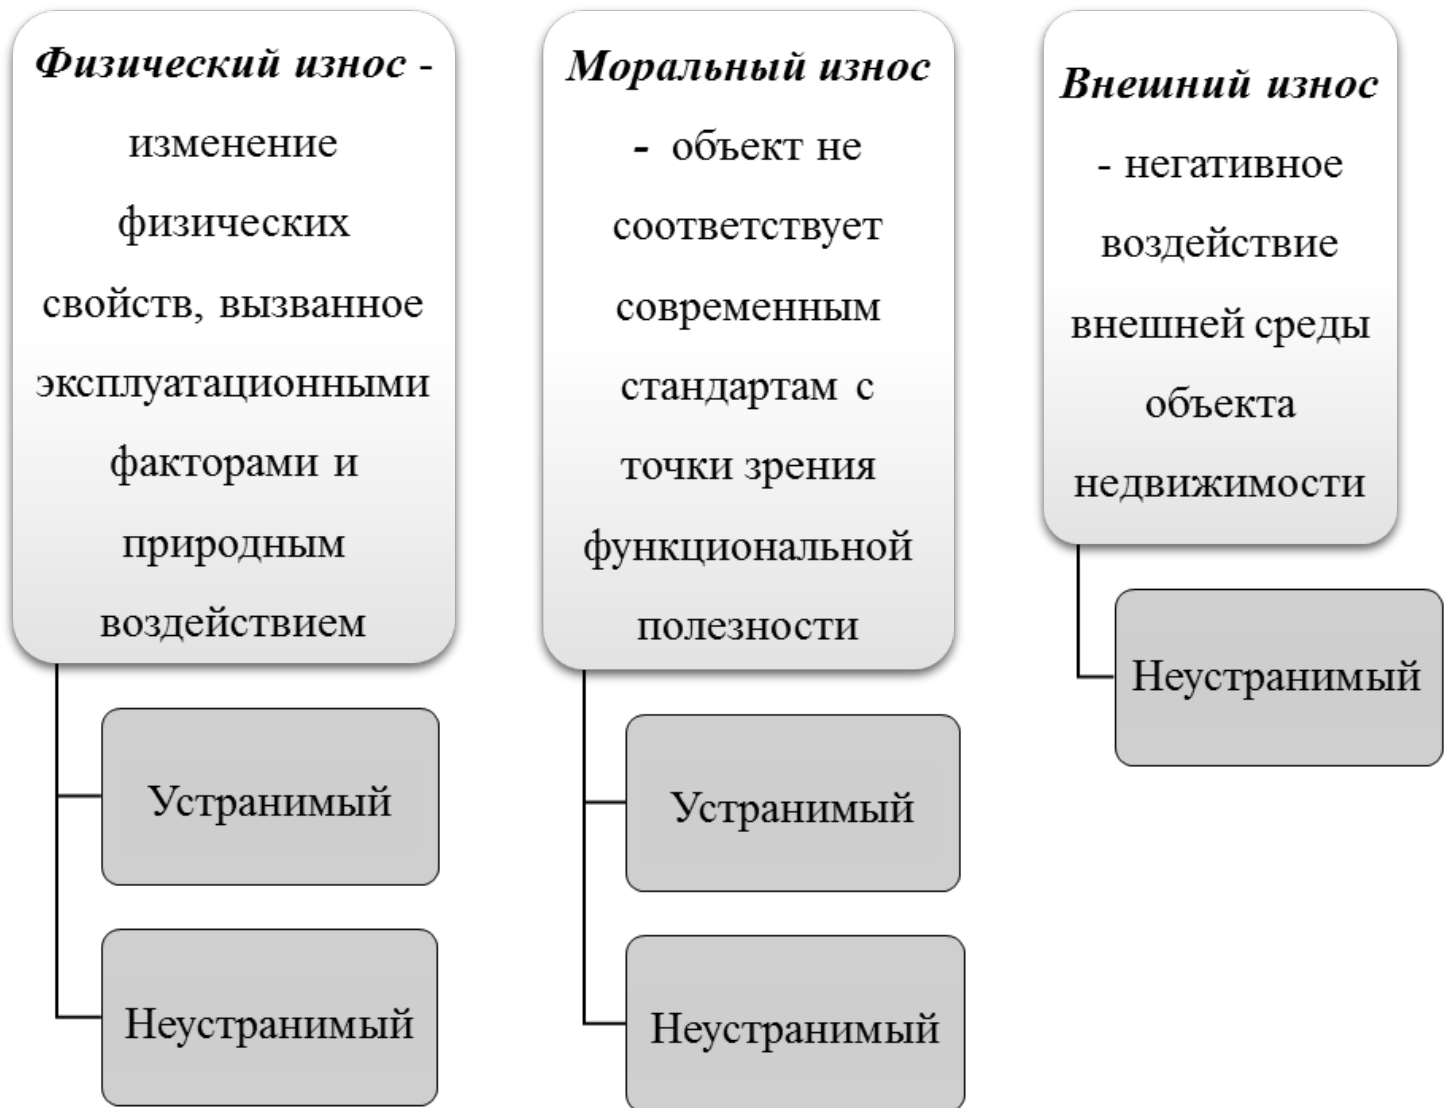 Физический износ -
изменение
физических
свойств, вызванное
эксплуатационными
факторами и
природным
воздействием
Устранимый
Неустранимый
Моральный износ
- объект не
соответствует
современным
стандартам с
точки зрения
функциональной
полезности
Устранимый
Неустранимый
Внешний износ
- негативное
воздействие
внешней среды
объекта
недвижимости
Неустранимый